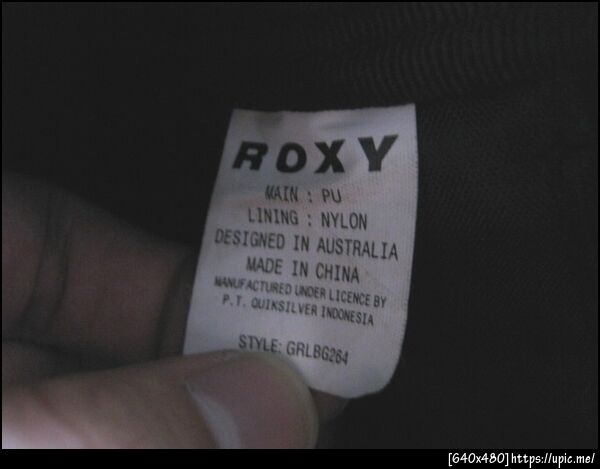 ROXY
MAIN : PU
LINING : NYLON
DESIGNED IN AUSTRALIA
MADE IN CHINA
MANUFACTURED UNDER LICENCE BY
P.T. QUIKSILVER INDONESIA
STYLE: GRLBG264
[640x480]https://upic.me/